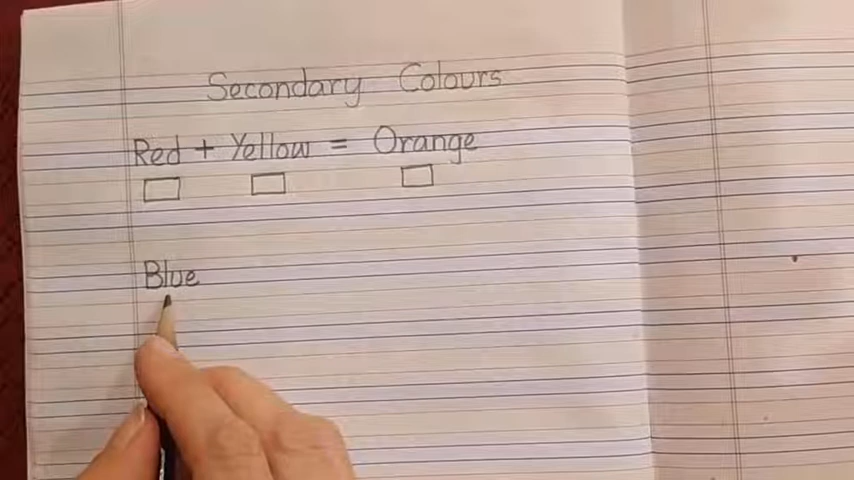 Secondary Colours
Red + Yellow = Orange
Blue